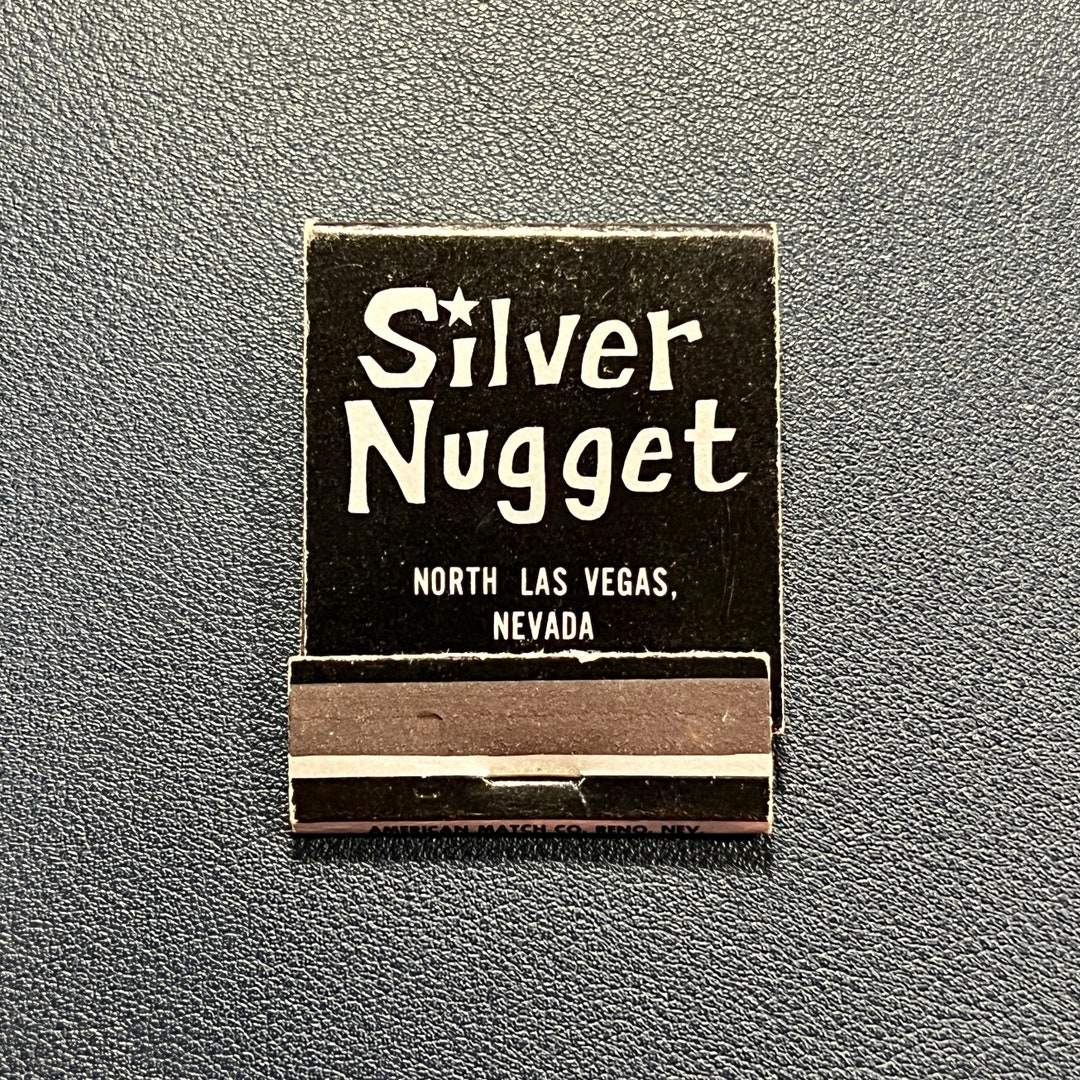 Silver
Nugget
NORTH LAS VEGAS,
NEVADA
AMERICAN MATCH CO. RENO, NEV.